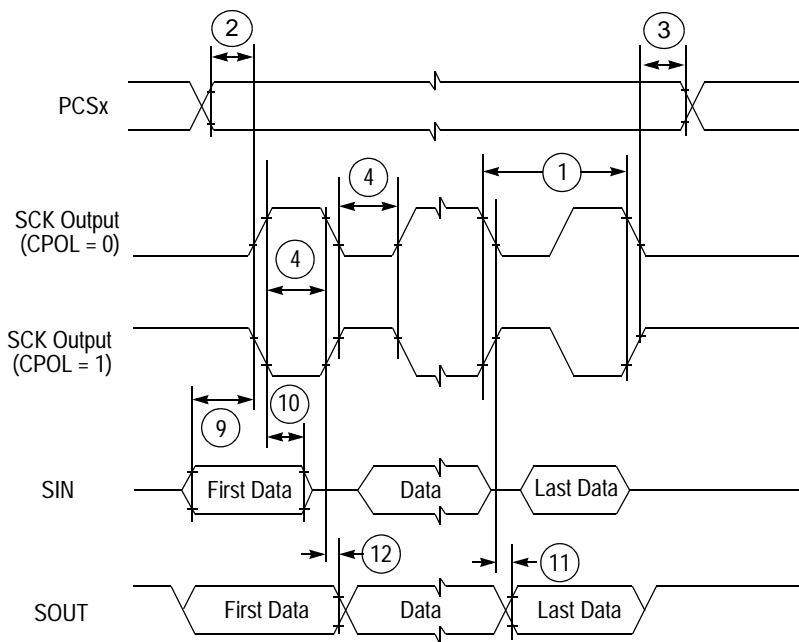 2
3
PCSx
4
1
SCK Output
(CPOL = 0)
4
SCK Output
(CPOL = 1)
10
9
SIN
First Data
Data
Last Data
12
11
SOUT
First Data
Data
Last Data